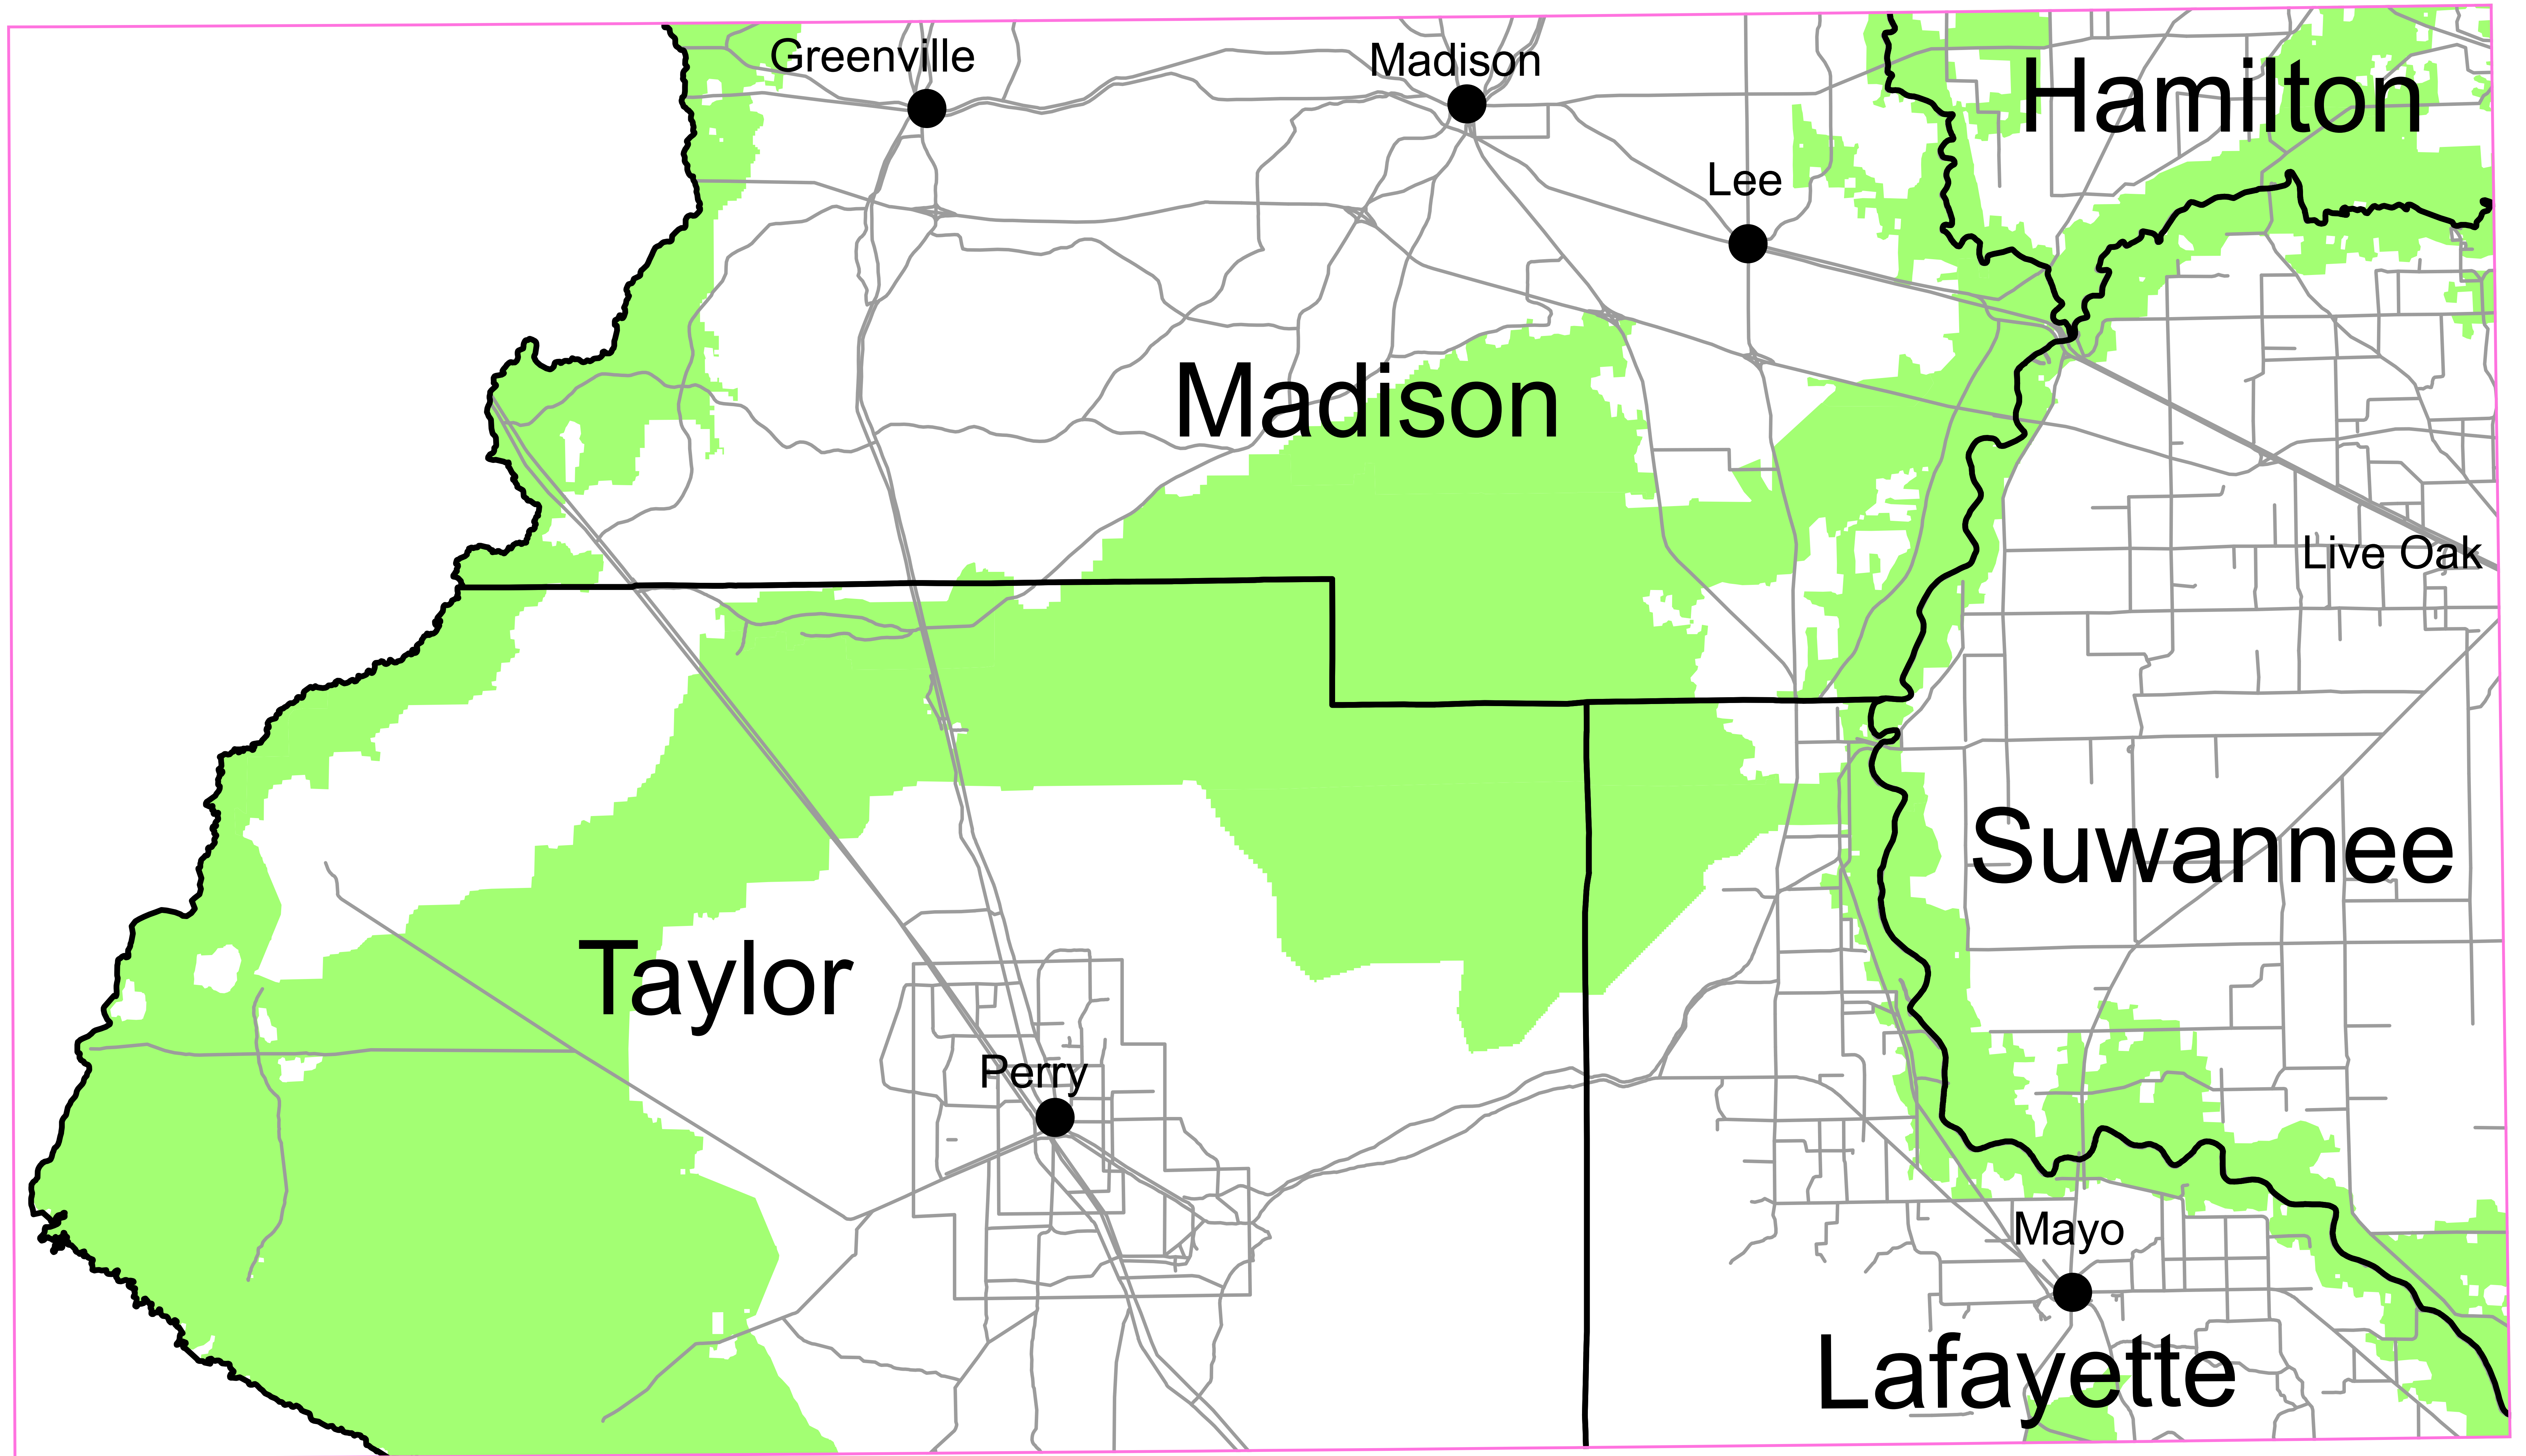 Greenville
Madison
Hamilton
Lee
Madison
Live Oak
Suwannee
Taylor
Perry
Mayo
Lafayette